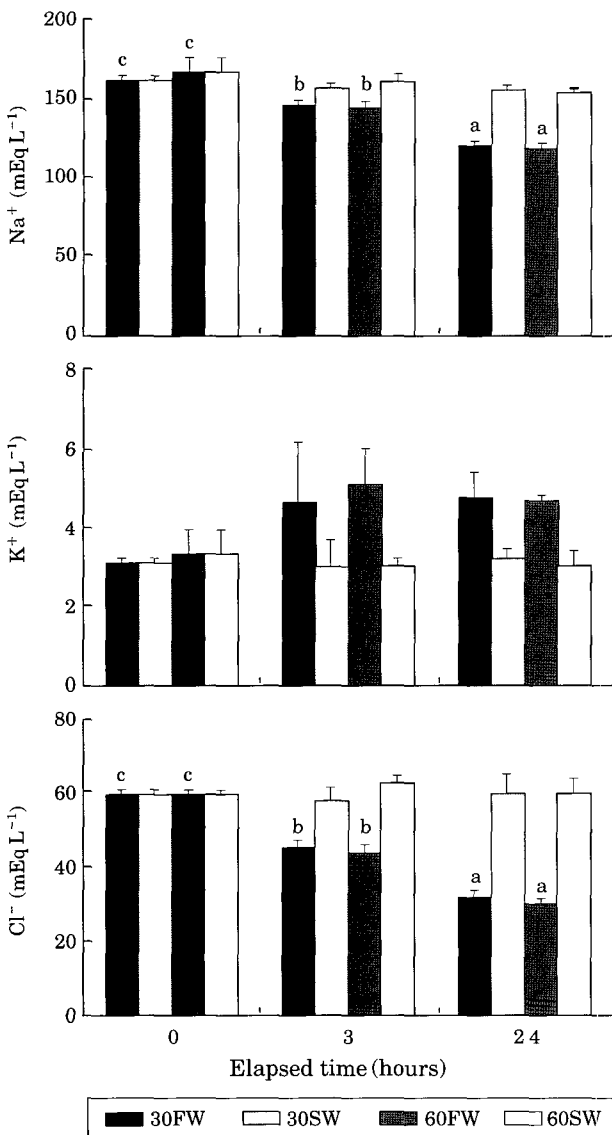 200
150
100
50
0
Na+ (mEq L−1)
c
c
b
b
a
a
8
6
4
2
0
K+ (mEq L−1)
80
60
40
20
0
Cl− (mEq L−1)
c
c
b
b
a
a
0
3
24
Elapsed time (hours)
30FW
30SW
60FW
60SW